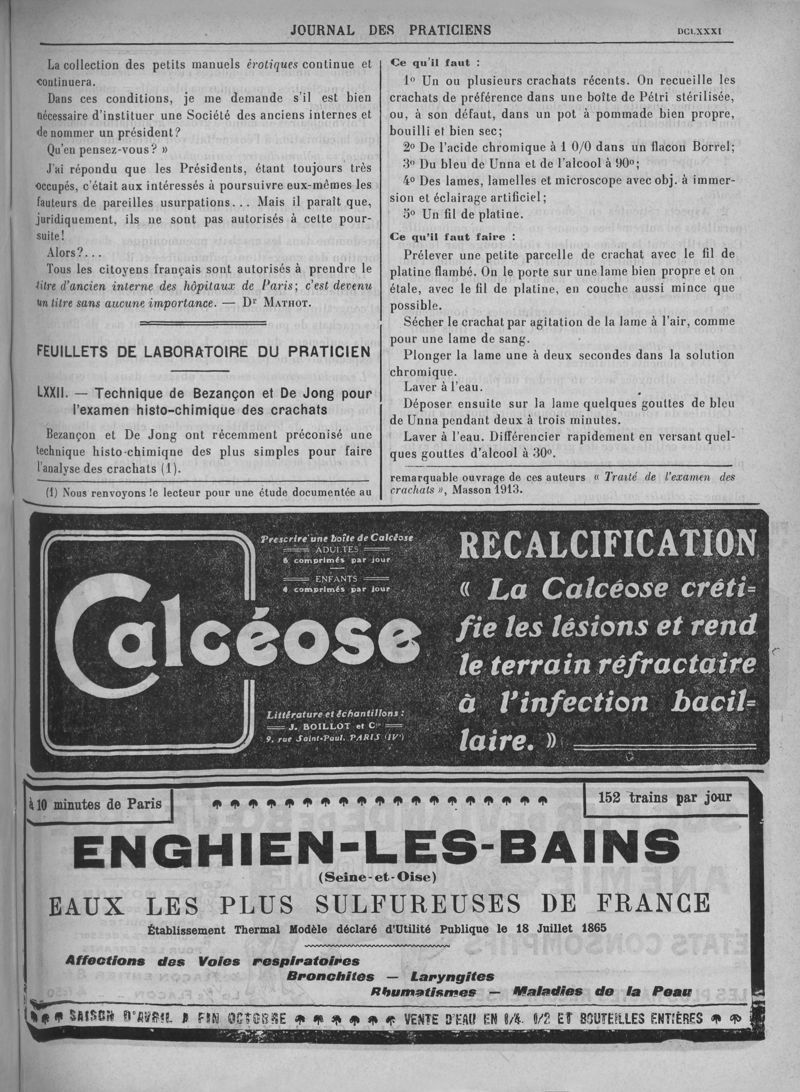 JOURNAL DES PRATICIENS
DCLXXXI
La collection des petits manuels érotiques continue et
continuera.
Dans ces conditions, je me demande s'il est bien
nécessaire d'instituer une Société des anciens internes et
de nommer un président?
Qu'en pensez-vous? »
J'ai répondu que les Présidents, étant toujours très
occupés, c'était aux intéressés à poursuivre eux-mêmes les
fauteurs de pareilles usurpations... Mais il paraît que,
juridiquement, ils ne sont pas autorisés à cette pour-
suite!
Alors?...
Tous les citoyens français sont autorisés à prendre le
titre d'ancien interne des hôpitaux de Paris; c'est devenu
un titre sans aucune importance. — Dr MATHOT.
FEUILLETS DE LABORATOIRE DU PRATICIEN
LXXII. — Technique de Bezançon et De Jong pour
l'examen histo-chimique des crachats
Bezançon et De Jong ont récemment préconisé une
technique histo-chimiqne des plus simples pour faire
l'analyse des crachats (1).
(1) Nous renvoyons le lecteur pour une étude documentée au
Ce qu'il faut :
1o Un ou plusieurs crachats récents. On recueille les
crachats de préférence dans une boîte de Pétri stérilisée,
ou, à son défaut, dans un pot à pommade bien propre,
bouilli et bien sec;
2o De l'acide chromique à 1 0/0 dans un flacon Borrel;
3o Du bleu de Unna et de l'alcool à 90o;
4o Des lames, lamelles et microscope avec obj. à immer-
sion et éclairage artificiel;
5o Un fil de platine.
Ce qu'il faut faire :
Prélever une petite parcelle de crachat avec le fil de
platine flambé. On le porte sur une lame bien propre et on
étale, avec le fil de platine, en couche aussi mince que
possible.
Sécher le crachat par agitation de la lame à l'air, comme
pour une lame de sang.
Plonger la lame une à deux secondes dans la solution
chromique.
Laver à l'eau.
Déposer ensuite sur la lame quelques gouttes de bleu
de Unna pendant deux à trois minutes.
Laver à l'eau. Différencier rapidement en versant quel-
ques gouttes d'alcool à 30o.
remarquable ouvrage de ces auteurs « Traité de l'examen des
crachats », Masson 1913.
Prescrire une boîte de Calcéose
ADULTES
6 comprimés par jour
ENFANTS
4 comprimés par jour
Calcéose
Littérature et échantillons :
J. BOILLOT et Cie
9, rue Saint-Paul. PARIS (IVe)
RECALCIFICATION
« La Calcéose créti=
fie les lésions et rend
le terrain réfractaire
à l'infection bacil=
laire. »
à 10 minutes de Paris
152 trains par jour
ENGHIEN-LES-BAINS
(Seine-et-Oise)
EAUX LES PLUS SULFUREUSES DE FRANCE
Établissement Thermal Modèle déclaré d'Utilité Publique le 18 Juillet 1865
Affections des Voies respiratoires
Bronchites — Laryngites
Rhumatismes — Maladies de la Peau
SAISON D'AVRIL A FIN OCTOBRE
VENTE D'EAU EN 1/4. 1/2 ET BOUTEILLES ENTIÈRES